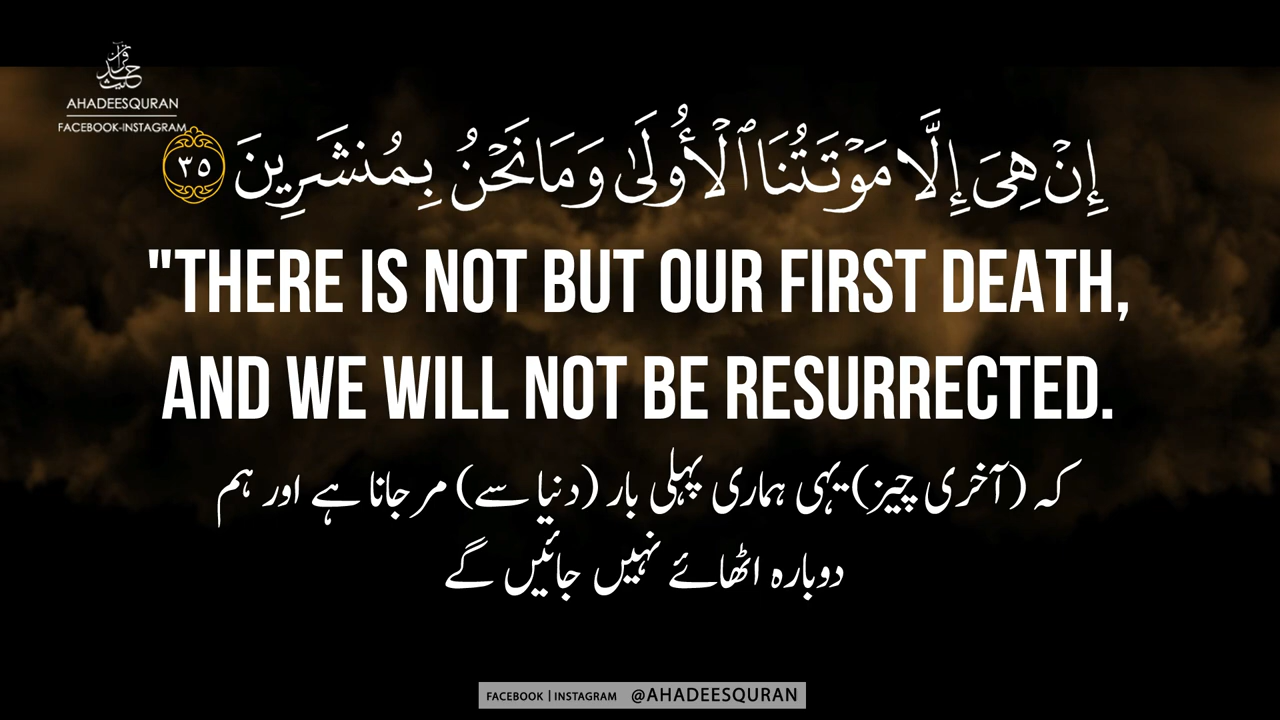 قرآن حدیث
AHADEESQURAN
FACEBOOK-INSTAGRAM
إِنْ هِىَ إِلَّا مَوْتَتُنَا ٱلْأُولَىٰ وَمَا نَحْنُ بِمُنشَرِينَ ٣٥
"THERE IS NOT BUT OUR FIRST DEATH,
AND WE WILL NOT BE RESURRECTED.
کہ (آخری چیز) یہی ہماری پہلی بار (دنیا سے) مر جانا ہے اور ہم
دوبارہ اٹھائے نہیں جائیں گے
FACEBOOK | INSTAGRAM @AHADEESQURAN